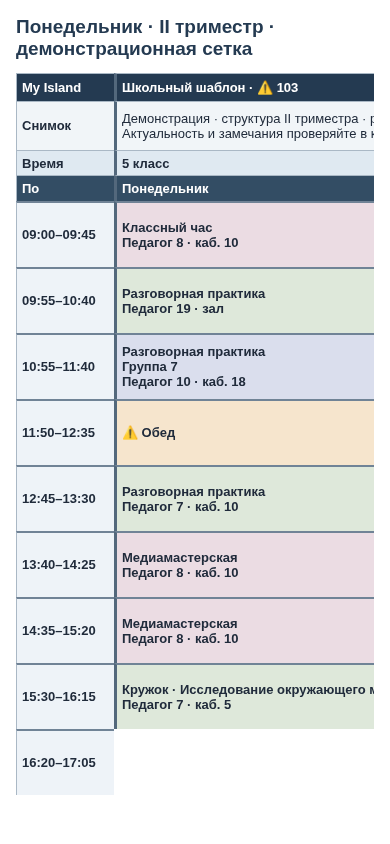 Понедельник · II триместр ·
демонстрационная сетка
My Island
Школьный шаблон · ⚠️ 103
Снимок
Демонстрация · структура II триместра ·
Актуальность и замечания проверяйте в
Время
5 класс
По
Понедельник
09:00–09:45
Классный час
Педагог 8 · каб. 10
09:55–10:40
Разговорная практика
Педагог 19 · зал
10:55–11:40
Разговорная практика
Группа 7
Педагог 10 · каб. 18
11:50–12:35
⚠️ Обед
12:45–13:30
Разговорная практика
Педагог 7 · каб. 10
13:40–14:25
Медиамастерская
Педагог 8 · каб. 10
14:35–15:20
Медиамастерская
Педагог 8 · каб. 10
15:30–16:15
Кружок · Исследование окружающего
Педагог 7 · каб. 5
16:20–17:05